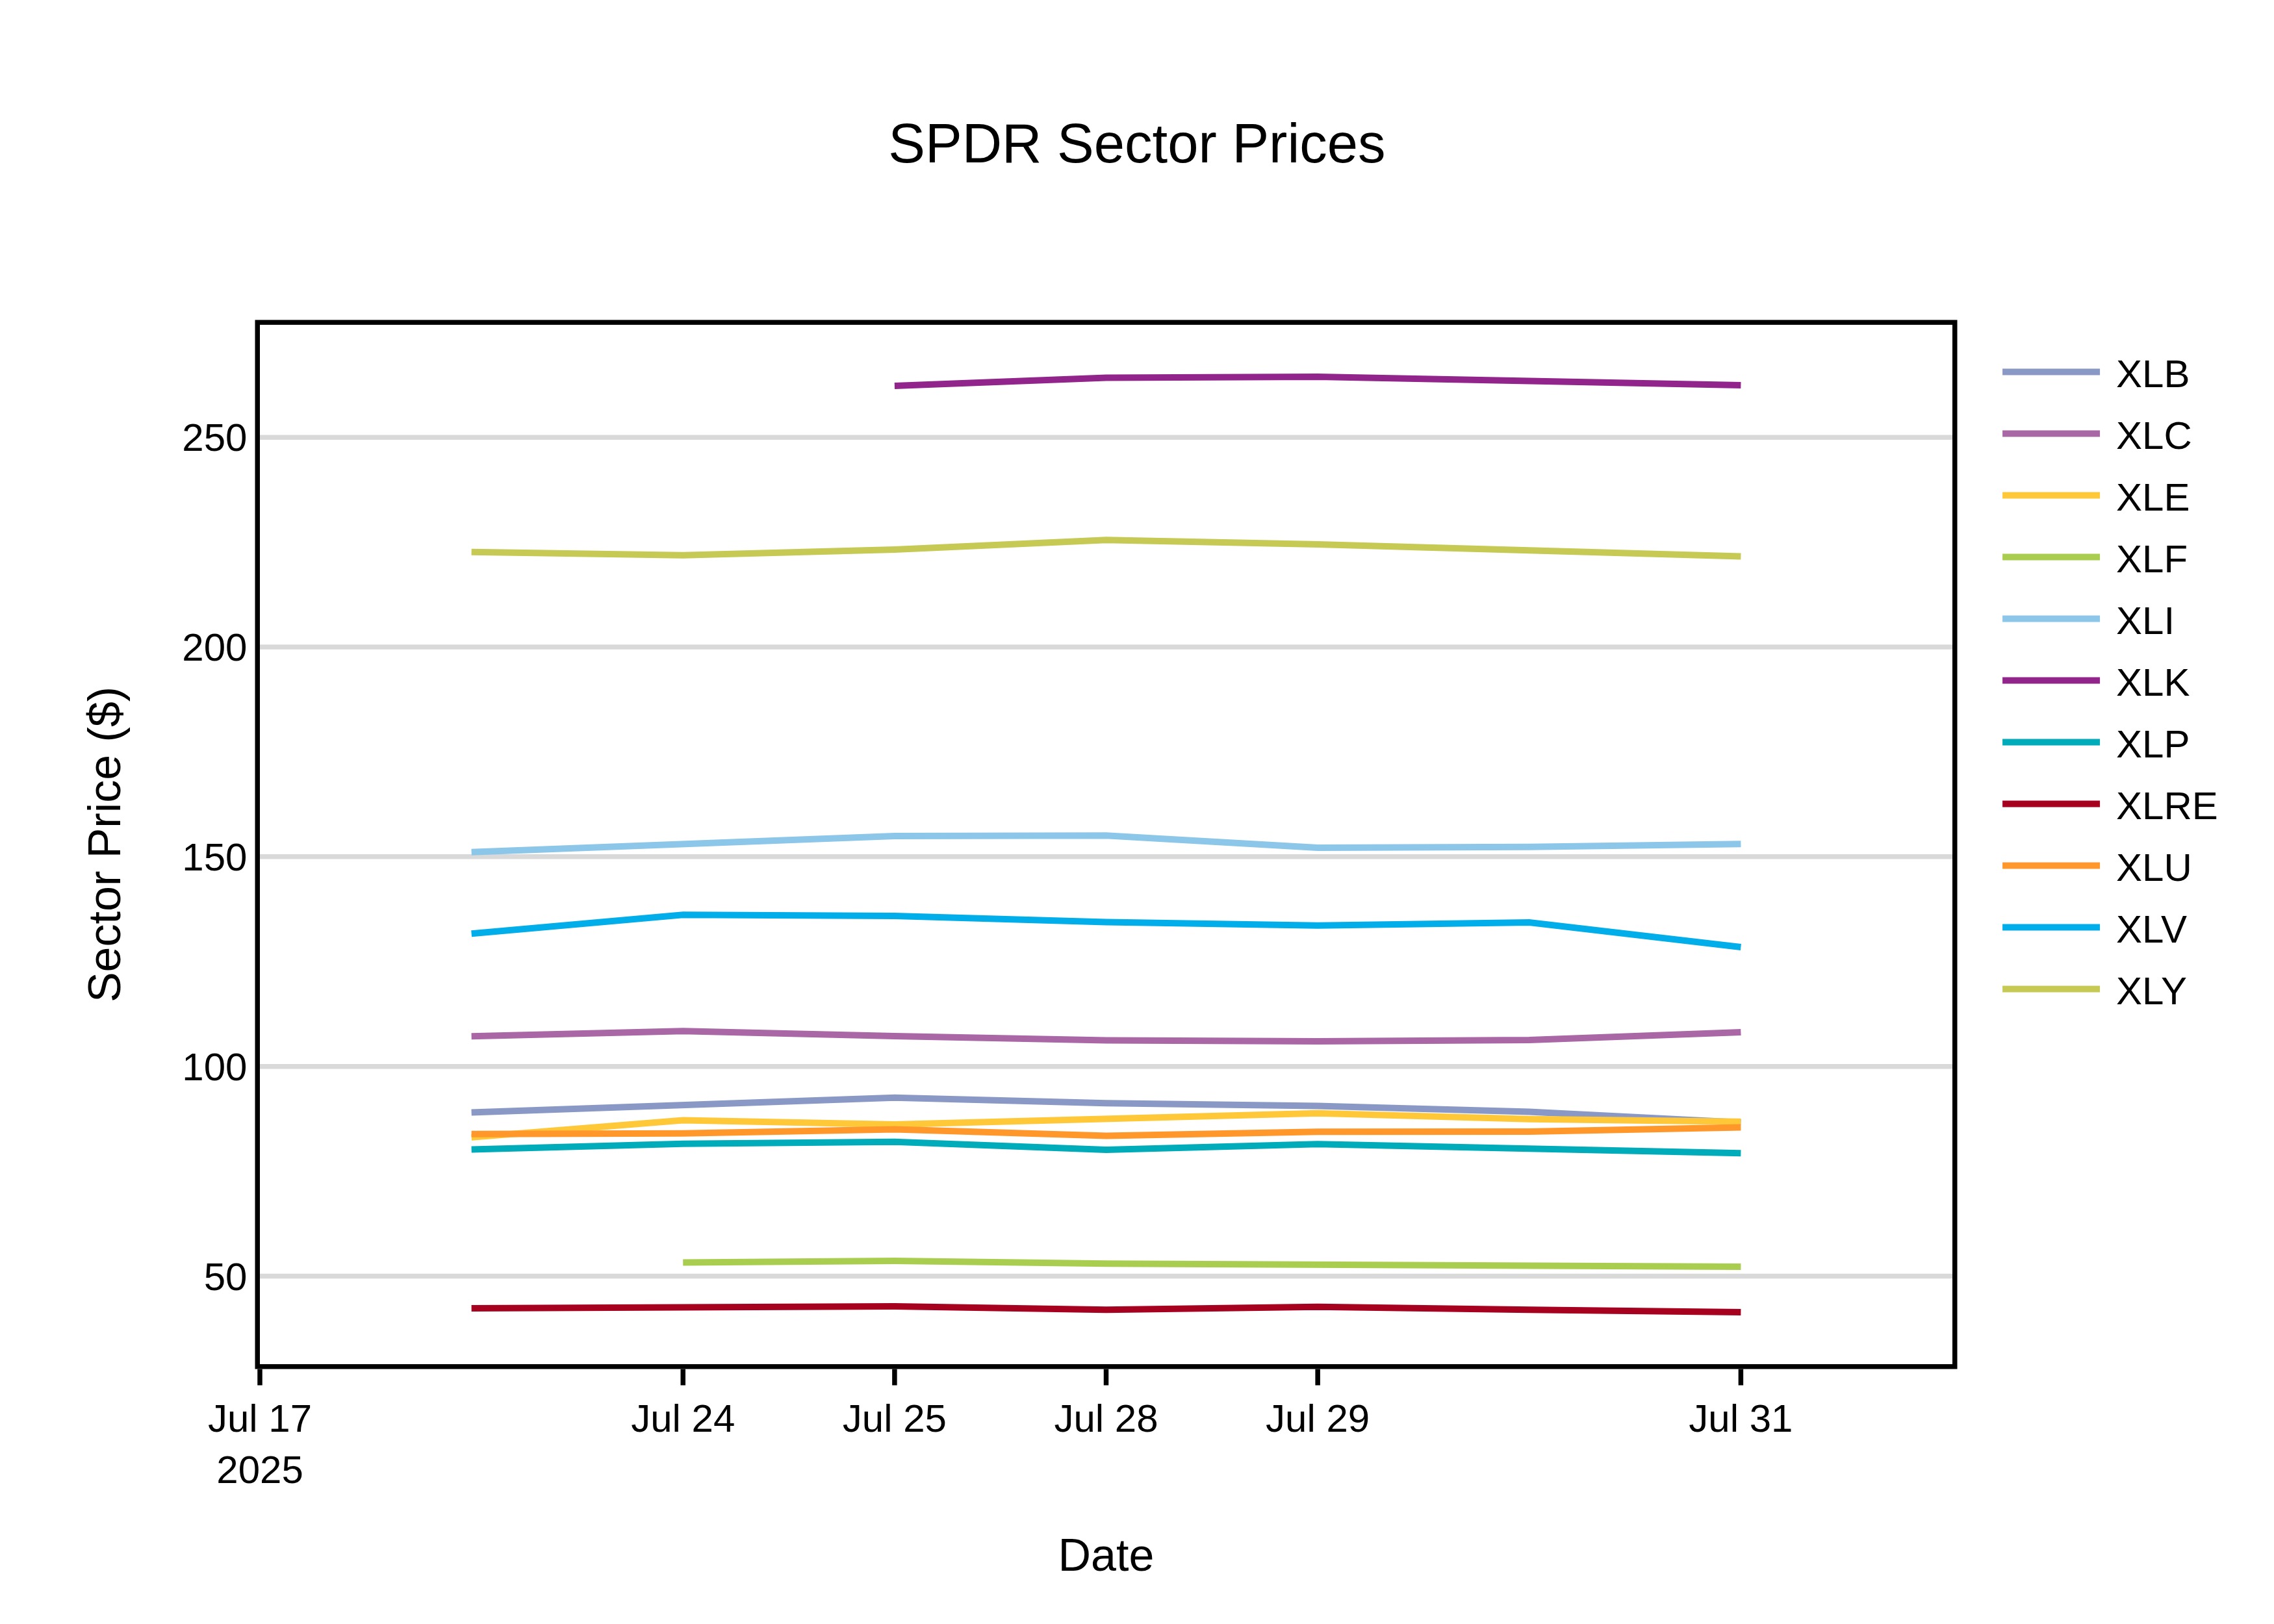 SPDR Sector Prices
Sector Price ($)
250
200
150
100
50
Jul 17
2025
Jul 24
Jul 25
Jul 28
Jul 29
Jul 31
Date
XLB
XLC
XLE
XLF
XLI
XLK
XLP
XLRE
XLU
XLV
XLY